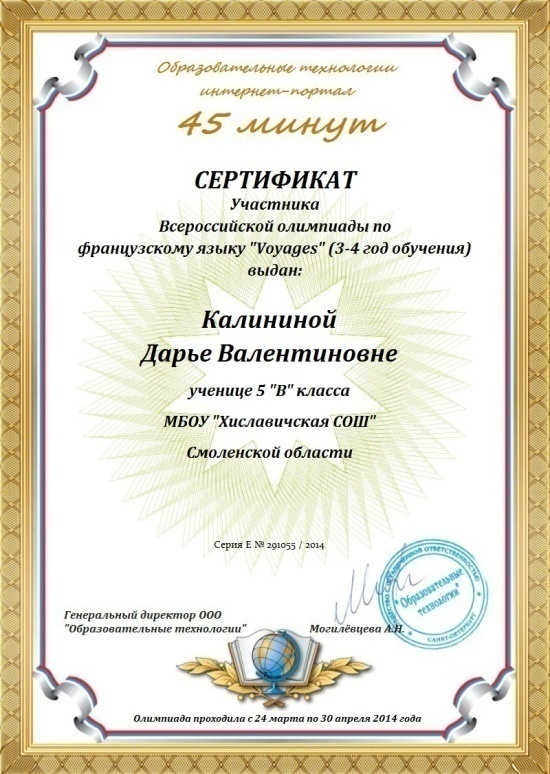 Образовательные технологии
интернет-портал
45 минут
СЕРТИФИКАТ
Участника
Всероссийской олимпиады по
французскому языку "Voyages" (3-4 год обучения)
выдан:
Калининой
Дарье Валентиновне
ученице 5 "В" класса
МБОУ "Хиславичская СОШ"
Смоленской области
Серия Е № 291055 / 2014
ОБЩЕСТВО С ОГРАНИЧЕННОЙ ОТВЕТСТВЕННОСТЬЮ
"Образовательные
технологии"
САНКТ-ПЕТЕРБУРГ
Генеральный директор ООО
"Образовательные технологии" Могилёвцева А.Н.
Олимпиада проходила с 24 марта по 30 апреля 2014 года